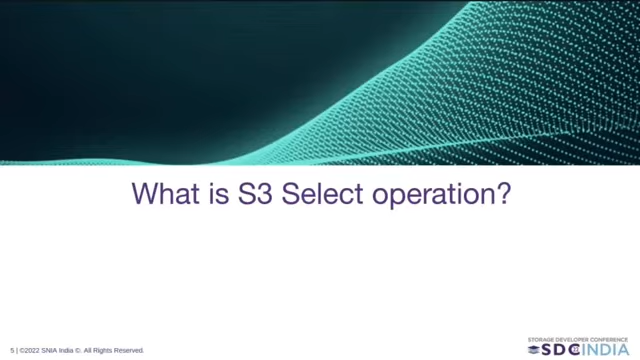 What is S3 Select operation?
5 | ©2022 SNIA India ©. All Rights Reserved.
STORAGE DEVELOPER CONFERENCE
SDC INDIA